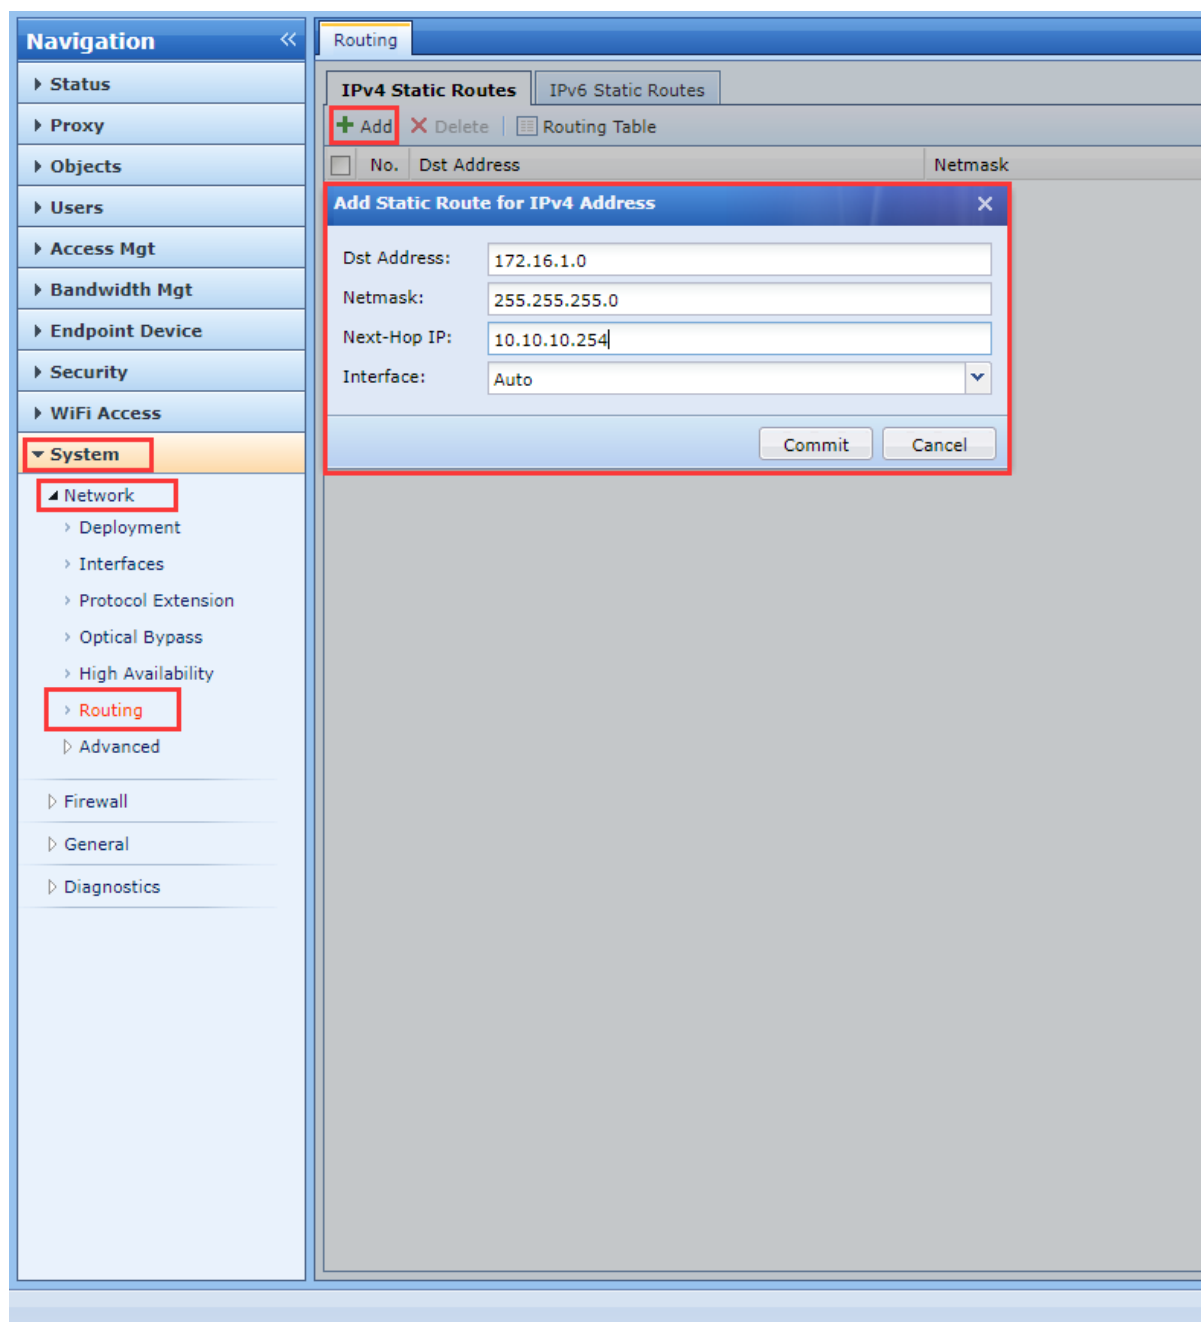 Navigation
Status
Proxy
Objects
Users
Access Mgt
Bandwidth Mgt
Endpoint Device
Security
WiFi Access
System
Network
Deployment
Interfaces
Protocol Extension
Optical Bypass
High Availability
Routing
Advanced
Firewall
General
Diagnostics
Routing
IPv4 Static Routes IPv6 Static Routes
Add Delete Routing Table
No. Dst Address Netmask
Add Static Route for IPv4 Address
Dst Address: 172.16.1.0
Netmask: 255.255.255.0
Next-Hop IP: 10.10.10.254
Interface: Auto
Commit Cancel